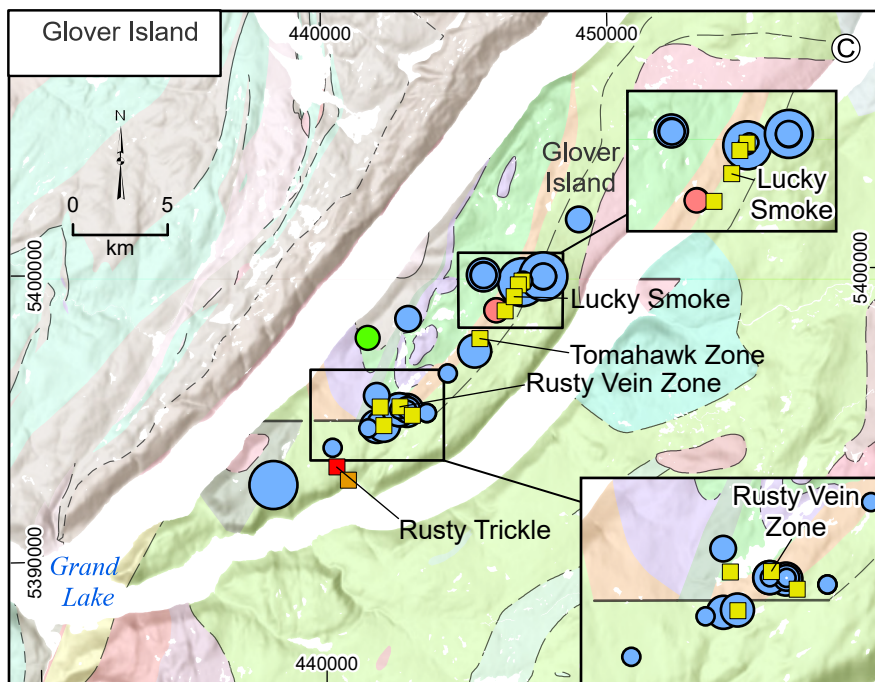 Glover Island
440000
450000
C
N
0 5
km
Glover
Island
Lucky
Smoke
5400000
5400000
Lucky Smoke
Tomahawk Zone
Rusty Vein Zone
Rusty Vein
Zone
Rusty Trickle
Grand
Lake
5390000
440000